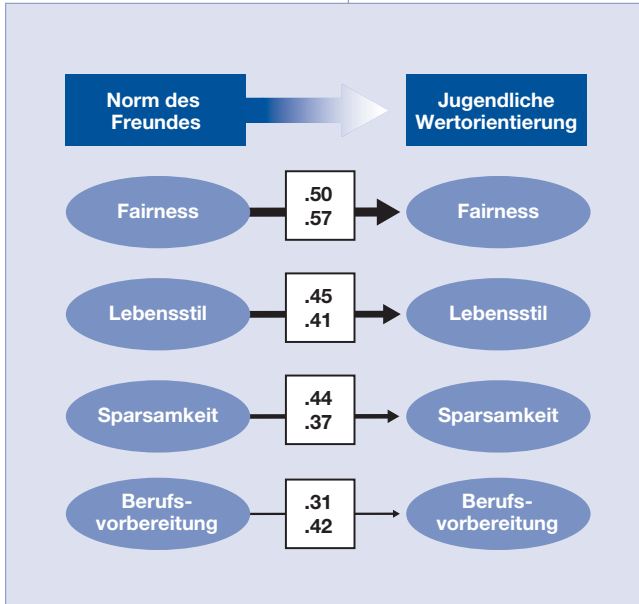 Norm des
Freundes
Jugendliche
Wertorientierung
Fairness
.50
.57
Fairness
Lebensstil
.45
.41
Lebensstil
Sparsamkeit
.44
.37
Sparsamkeit
Berufs-
vorbereitung
.31
.42
Berufs-
vorbereitung